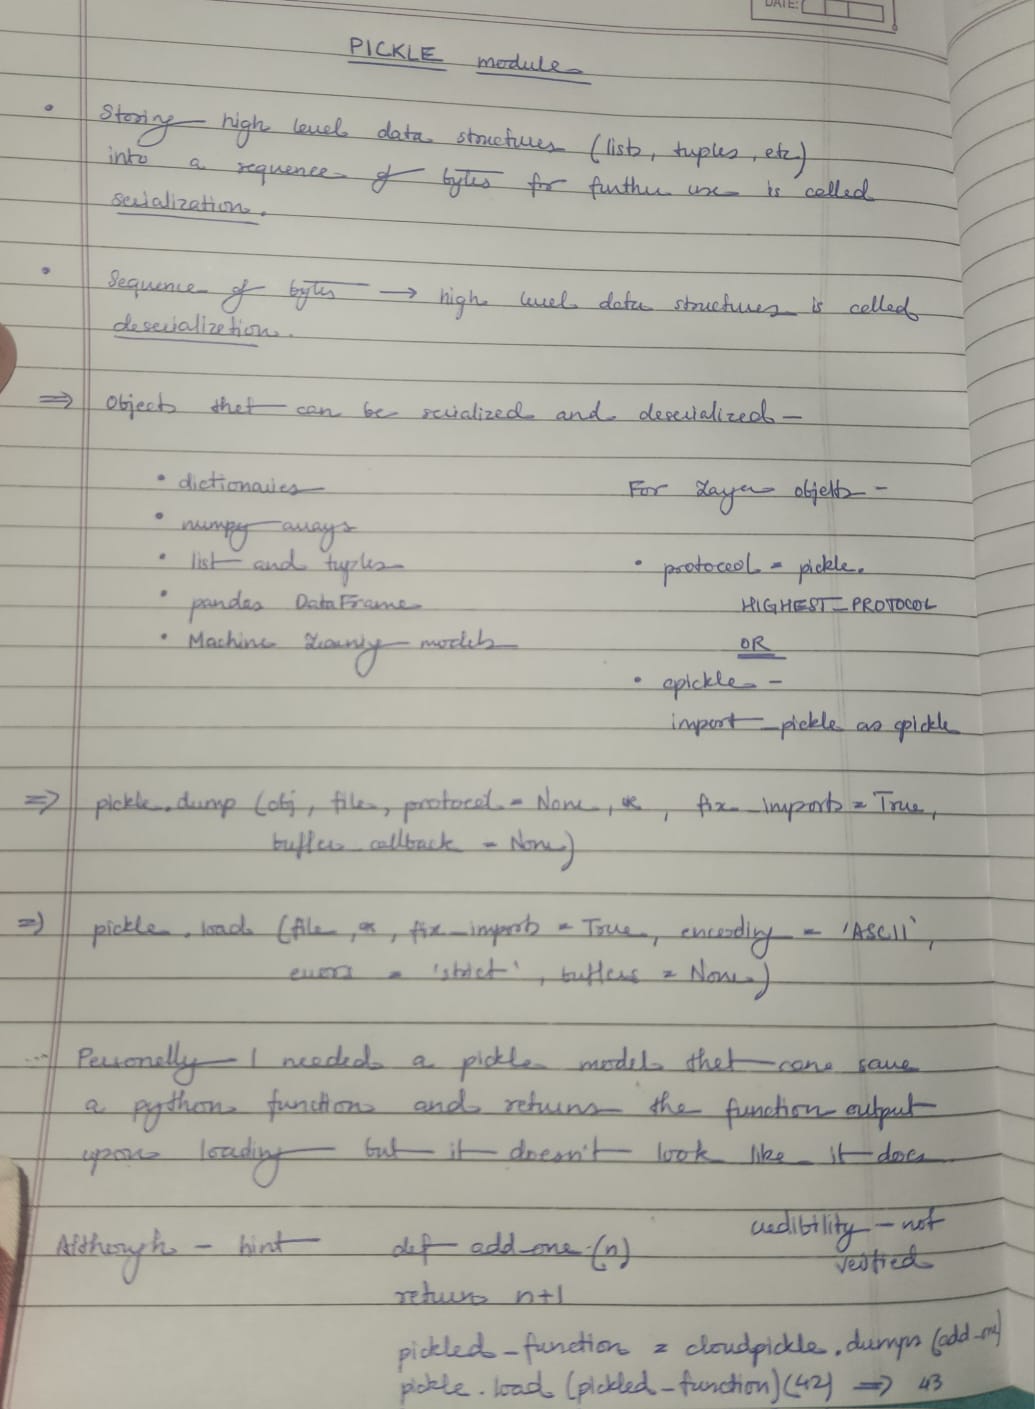 DATE:
PICKLE module
• Storing high level data structures (lists, tuples, etc)
into a sequence of bytes for further use is called
serialization.
• Sequence of bytes → high level data structures is called
deserialization.
⇒ Objects that can be serialized and deserialized -
• dictionaries
• numpy arrays
• list and tuples
• pandas DataFrame
• Machine Learning models
For Layer objects -
• protocol = pickle.
HIGHEST_PROTOCOL
OR
• cpickle -
import _pickle as cpickle
⇒ pickle.dump (obj, file, protocol = None, *, fix_imports = True,
buffer_callback = None)
⇒ pickle.load (file, *, fix_imports = True, encoding = 'ASCII',
errors = 'strict', buffers = None)
... Personally I needed a pickle model that can save
a python function and returns the function output
upon loading but it doesn't look like it does
Although - hint
credibility - not
verified
def add_one (n)
return n+1
pickled_function = cloudpickle.dumps (add_one)
pickle.load (pickled_function)(42) ⇒ 43